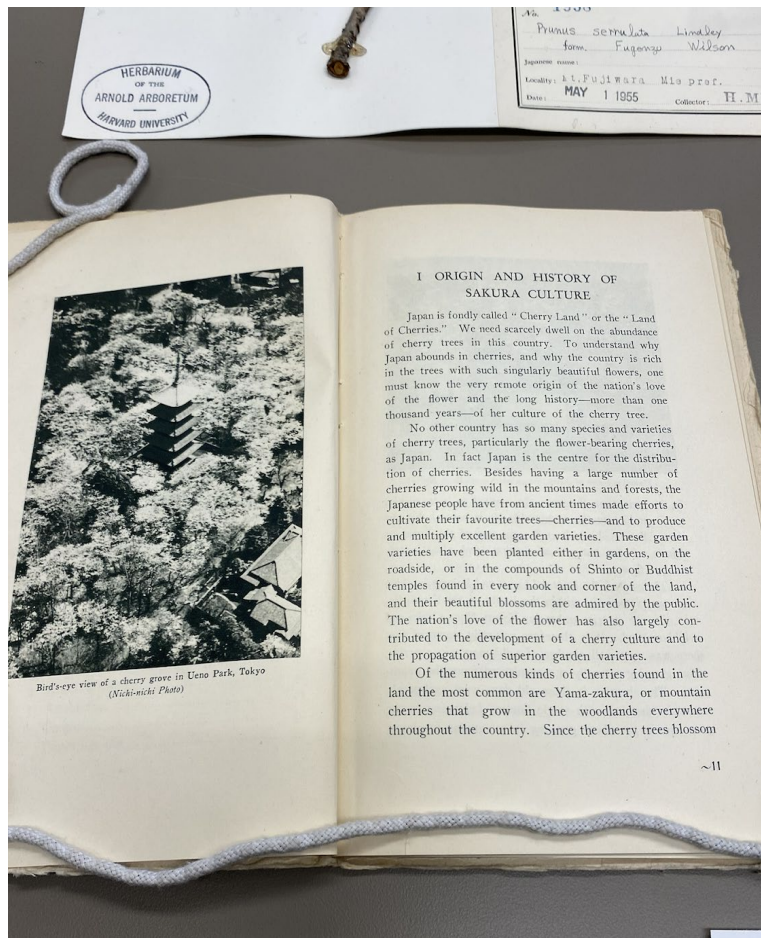 HERBARIUM
OF THE
ARNOLD ARBORETUM
HARVARD UNIVERSITY
No.
Prunus serrulata Lindley
form. Fugenzo Wilson
Japanese name:
Locality: At. Fujiwara Mie pref.
Date: MAY 1 1955 Collector: H. M
Bird's-eye view of a cherry grove in Ueno Park, Tokyo
(Nichi-nichi Photo)
I ORIGIN AND HISTORY OF
SAKURA CULTURE
Japan is fondly called "Cherry Land" or the "Land
of Cherries." We need scarcely dwell on the abundance
of cherry trees in this country. To understand why
Japan abounds in cherries, and why the country is rich
in the trees with such singularly beautiful flowers, one
must know the very remote origin of the nation's love
of the flower and the long history—more than one
thousand years—of her culture of the cherry tree.
No other country has so many species and varieties
of cherry trees, particularly the flower-bearing cherries,
as Japan. In fact Japan is the centre for the distribu-
tion of cherries. Besides having a large number of
cherries growing wild in the mountains and forests, the
Japanese people have from ancient times made efforts to
cultivate their favourite trees—cherries—and to produce
and multiply excellent garden varieties. These garden
varieties have been planted either in gardens, on the
roadside, or in the compounds of Shinto or Buddhist
temples found in every nook and corner of the land,
and their beautiful blossoms are admired by the public.
The nation's love of the flower has also largely con-
tributed to the development of a cherry culture and to
the propagation of superior garden varieties.
Of the numerous kinds of cherries found in the
land the most common are Yama-zakura, or mountain
cherries that grow in the woodlands everywhere
throughout the country. Since the cherry trees blossom
~11